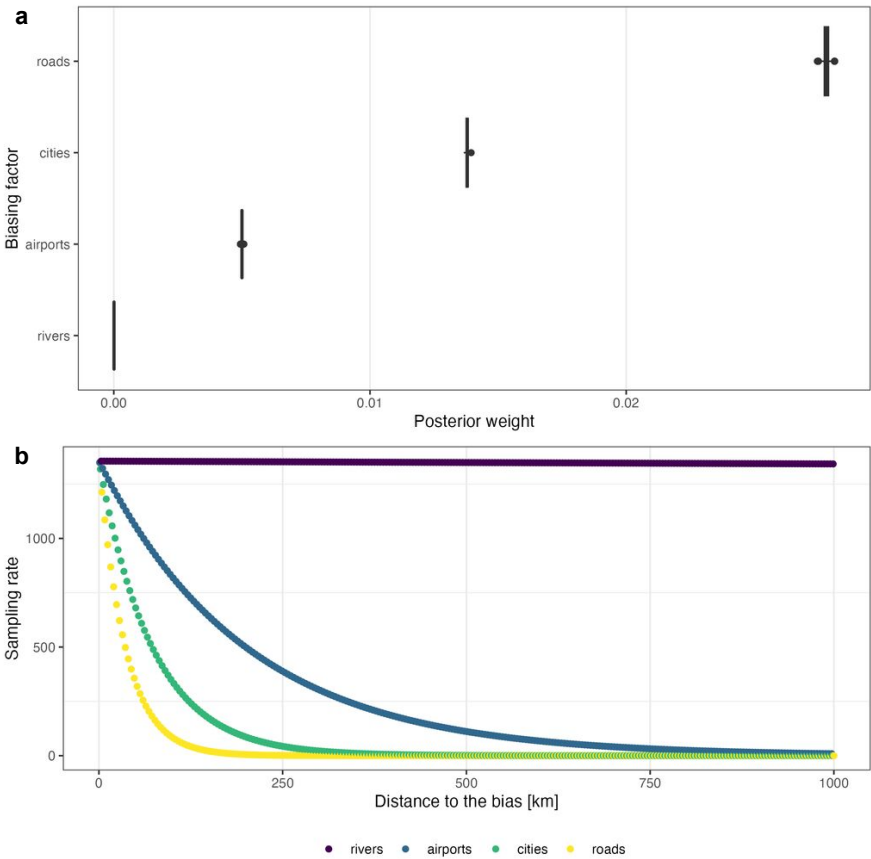 a
Biasing factor
roads
cities
airports
rivers
0.00 0.01 0.02
Posterior weight
b
Sampling rate
1000
500
0
0 250 500 750 1000
Distance to the bias [km]
rivers airports cities roads